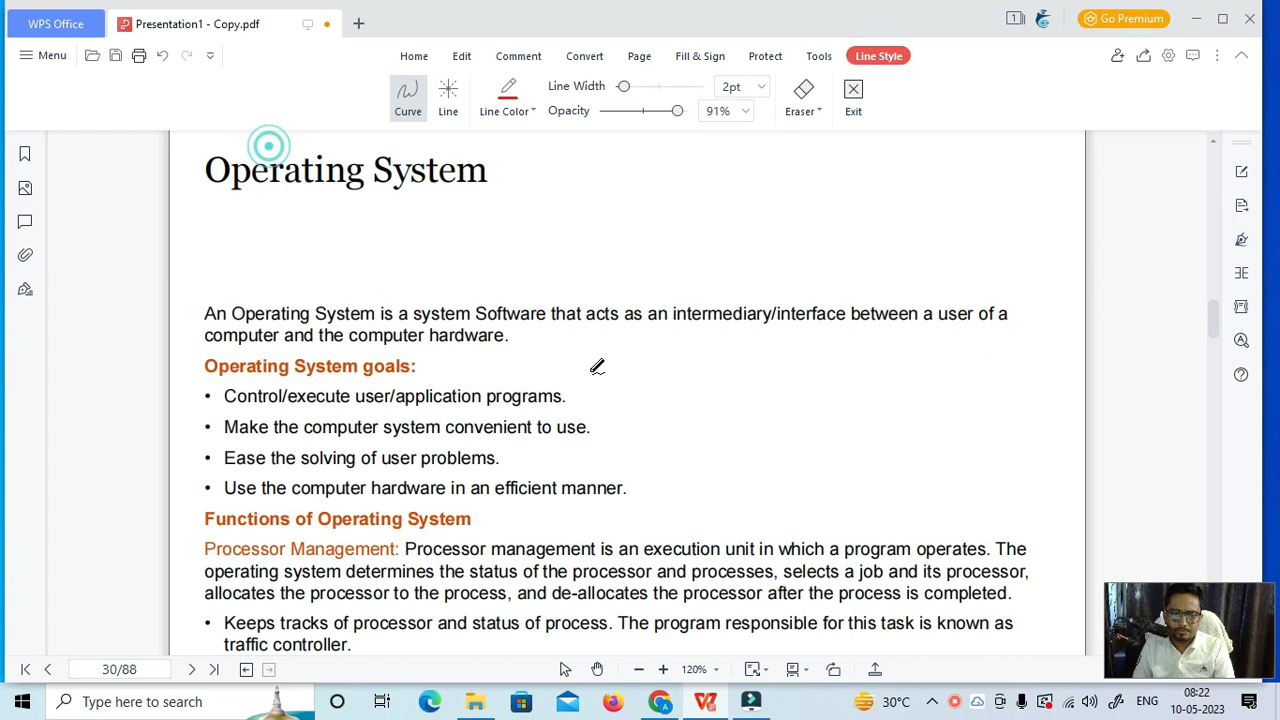 WPS Office
Presentation1 - Copy.pdf
1
Go Premium
Menu
Home
Edit
Comment
Convert
Page
Fill & Sign
Protect
Tools
Line Style
Curve
Line
Line Color
Line Width
2pt
Opacity
91%
Eraser
Exit
Operating System
An Operating System is a system Software that acts as an intermediary/interface between a user of a
computer and the computer hardware.
Operating System goals:
• Control/execute user/application programs.
• Make the computer system convenient to use.
• Ease the solving of user problems.
• Use the computer hardware in an efficient manner.
Functions of Operating System
Processor Management: Processor management is an execution unit in which a program operates. The
operating system determines the status of the processor and processes, selects a job and its processor,
allocates the processor to the process, and de-allocates the processor after the process is completed.
• Keeps tracks of processor and status of process. The program responsible for this task is known as
traffic controller.
30/88
120%
Type here to search
30°C
ENG
08:22
10-05-2023